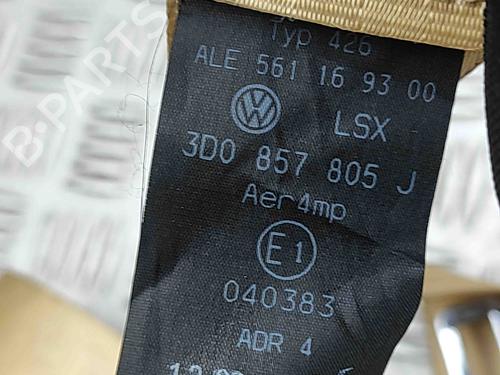 Typ 426
ALE 561 16 93 00
LSX
3D0 857 805 J
Aer4mp
E1
040383
ADR 4
B-Parts